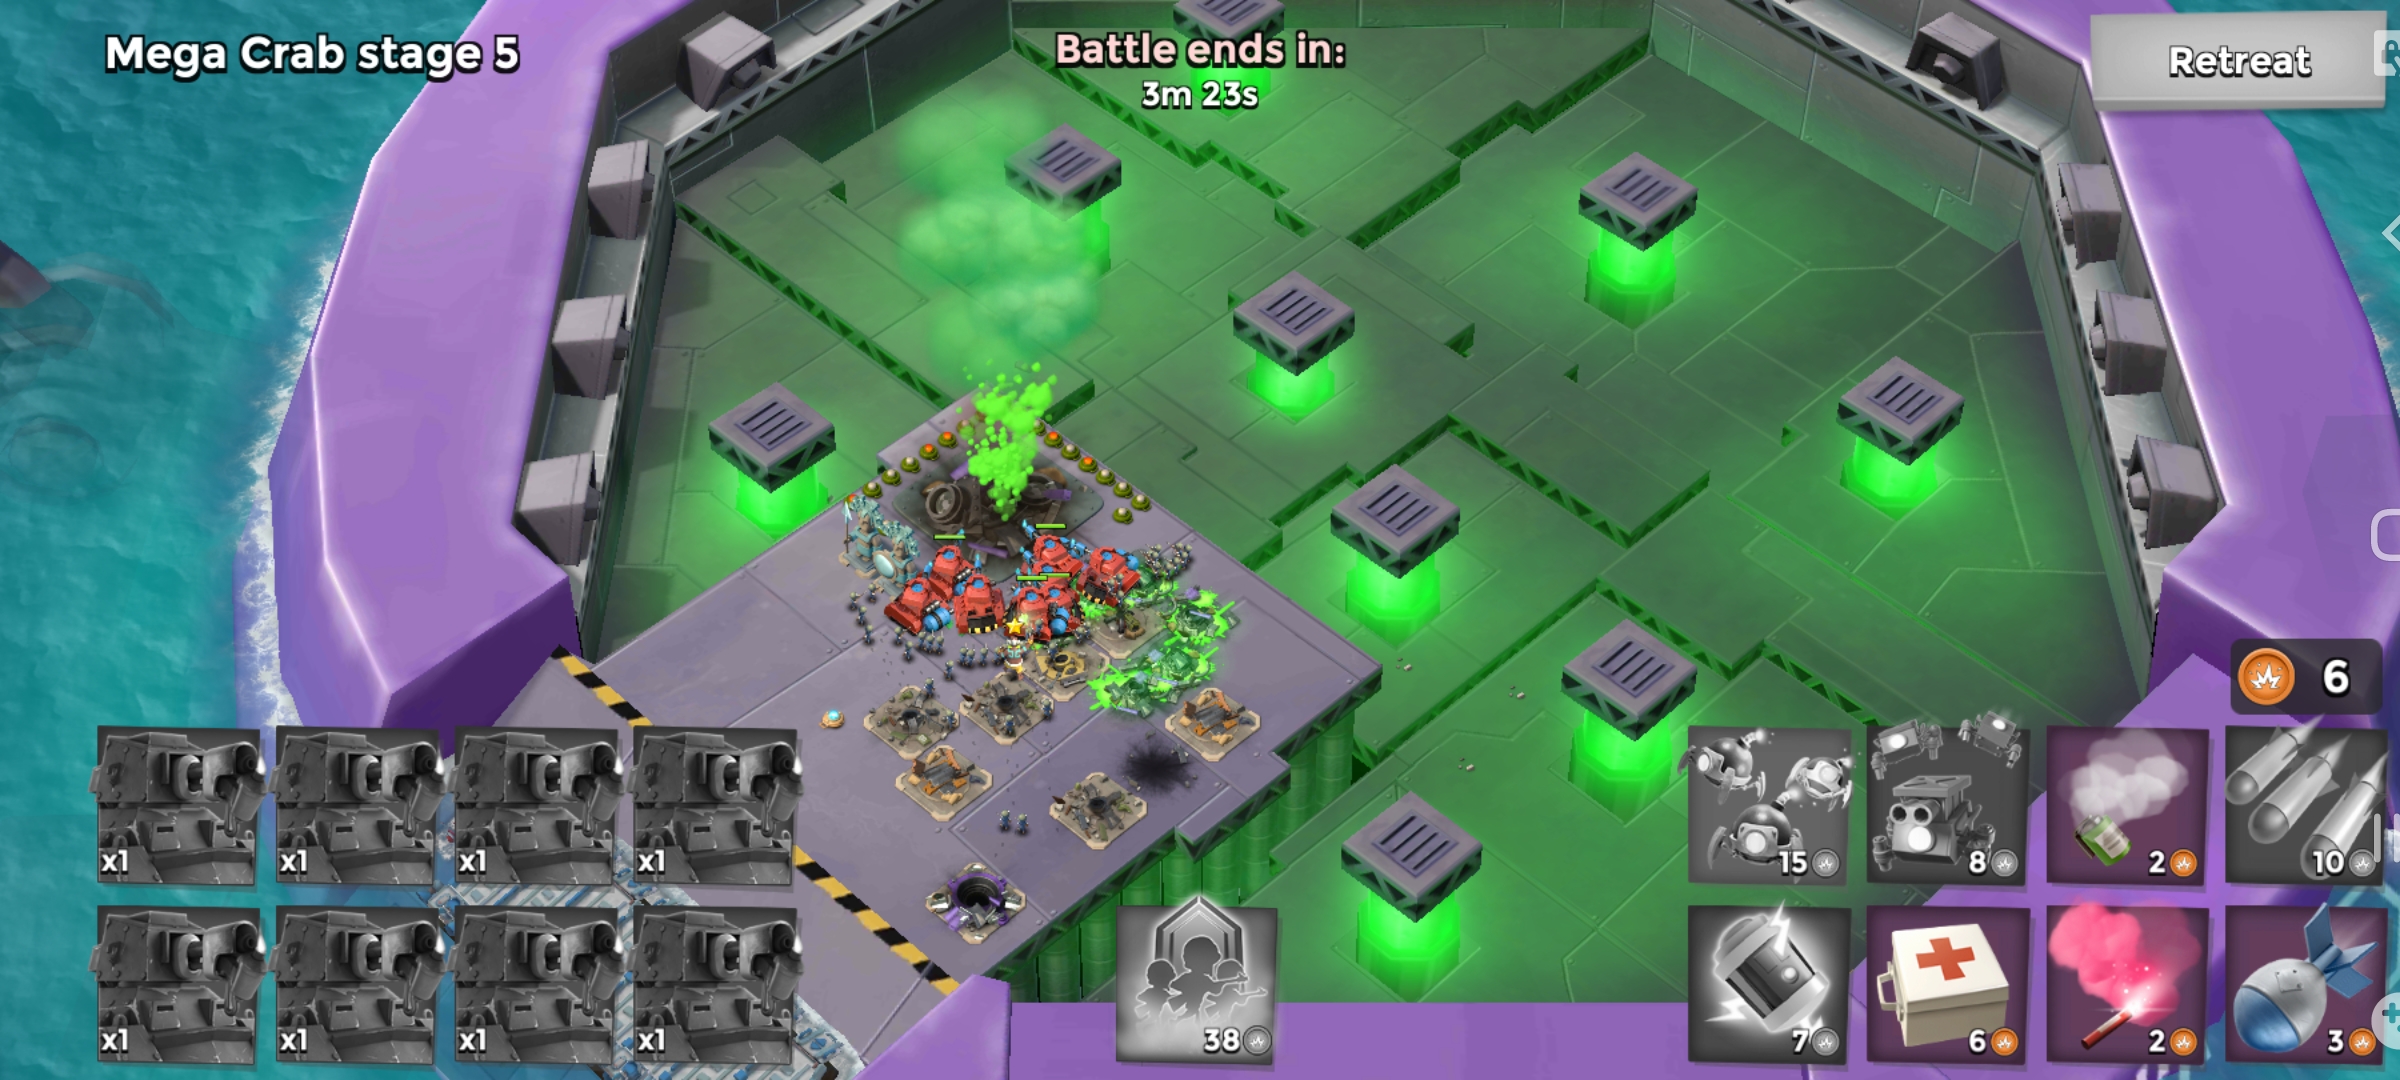 Mega Crab stage 5
Battle ends in:
3m 23s
Retreat
6
x1
x1
x1
x1
15
8
2
10
x1
x1
x1
x1
38
7
6
2
3